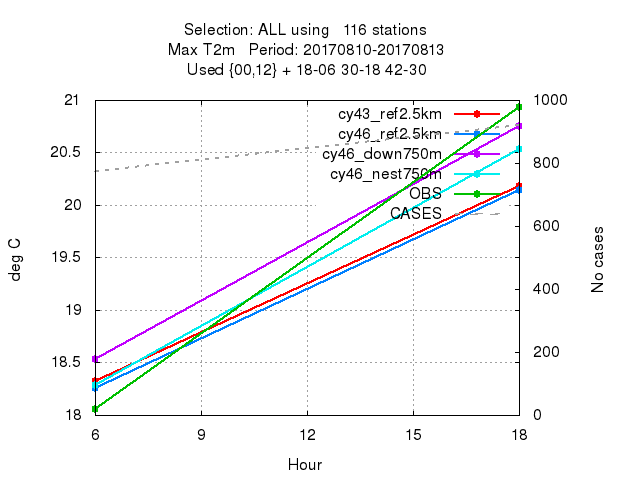 Selection: ALL using   116 stations
Max T2m   Period: 20170810-20170813
Used {00,12} + 18-06 30-18 42-30
21
1000
cy43_ref2.5km
cy46_ref2.5km
20.5
cy46_down750m
800
cy46_nest750m
OBS
20
CASES
600
deg C
No cases
19.5
19
400
18.5
200
18
0
6
9
12
15
18
Hour